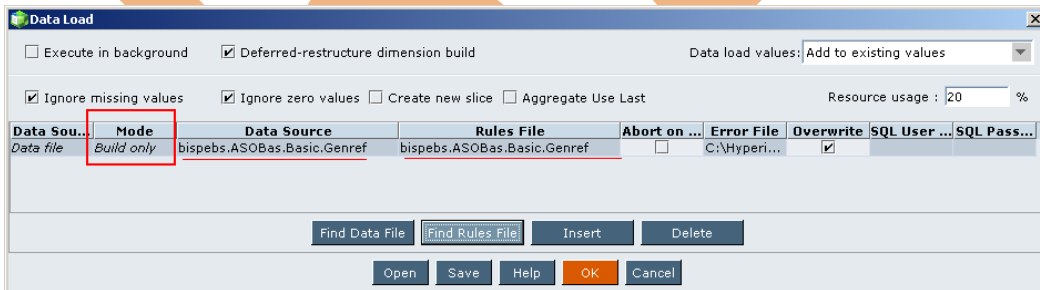 Data Load
Execute in background Deferred-restructure dimension build Data load values: Add to existing values
Ignore missing values Ignore zero values Create new slice Aggregate Use Last Resource usage : 20 %
Data Sou... Mode Data Source Rules File Abort on ... Error File Overwrite SQL User ... SQL Pass...
Data file Build only bispebs.ASOBas.Basic.Genref bispebs.ASOBas.Basic.Genref C:\Hyperi...
Find Data File Find Rules File Insert Delete
Open Save Help OK Cancel